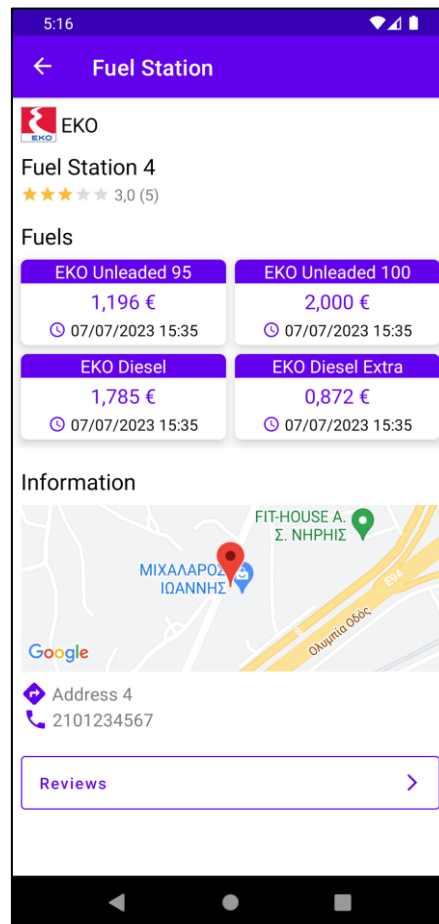 5:16
Fuel Station
EKO
EKO
Fuel Station 4
3,0 (5)
Fuels
EKO Unleaded 95
1,196 €
07/07/2023 15:35
EKO Unleaded 100
2,000 €
07/07/2023 15:35
EKO Diesel
1,785 €
07/07/2023 15:35
EKO Diesel Extra
0,872 €
07/07/2023 15:35
Information
FIT-HOUSE A.
Σ. ΝΗΡΗΙΣ
ΜΙΧΑΛΑΡΟΣ
ΙΩΑΝΝΗΣ
E94
8
Ολυμπία Οδός
Google
Address 4
2101234567
Reviews